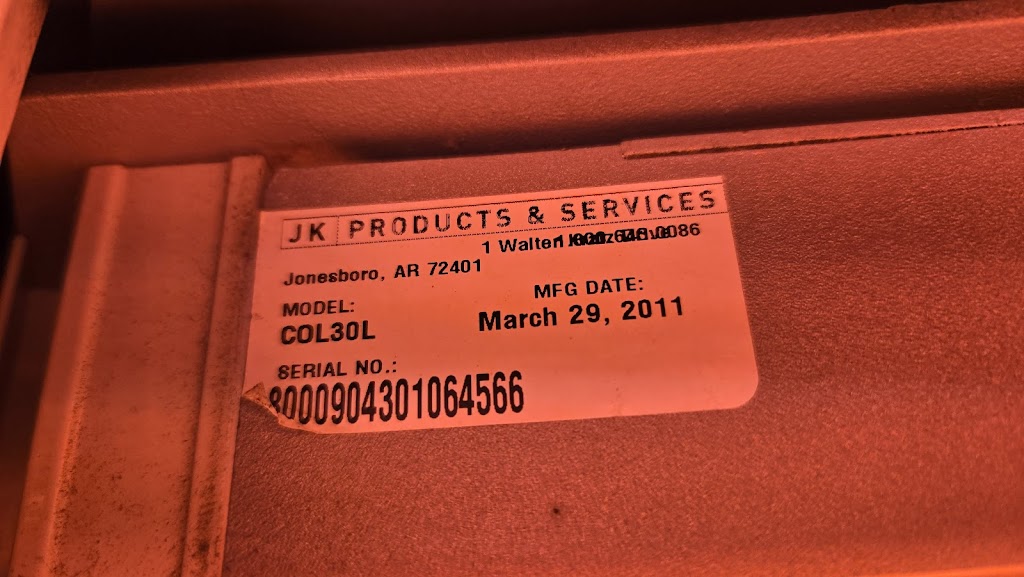 JK PRODUCTS & SERVICES
1 Walter
Jonesboro, AR 72401
MODEL:
COL30L
MFG DATE:
March 29, 2011
SERIAL NO.:
8000904301064566